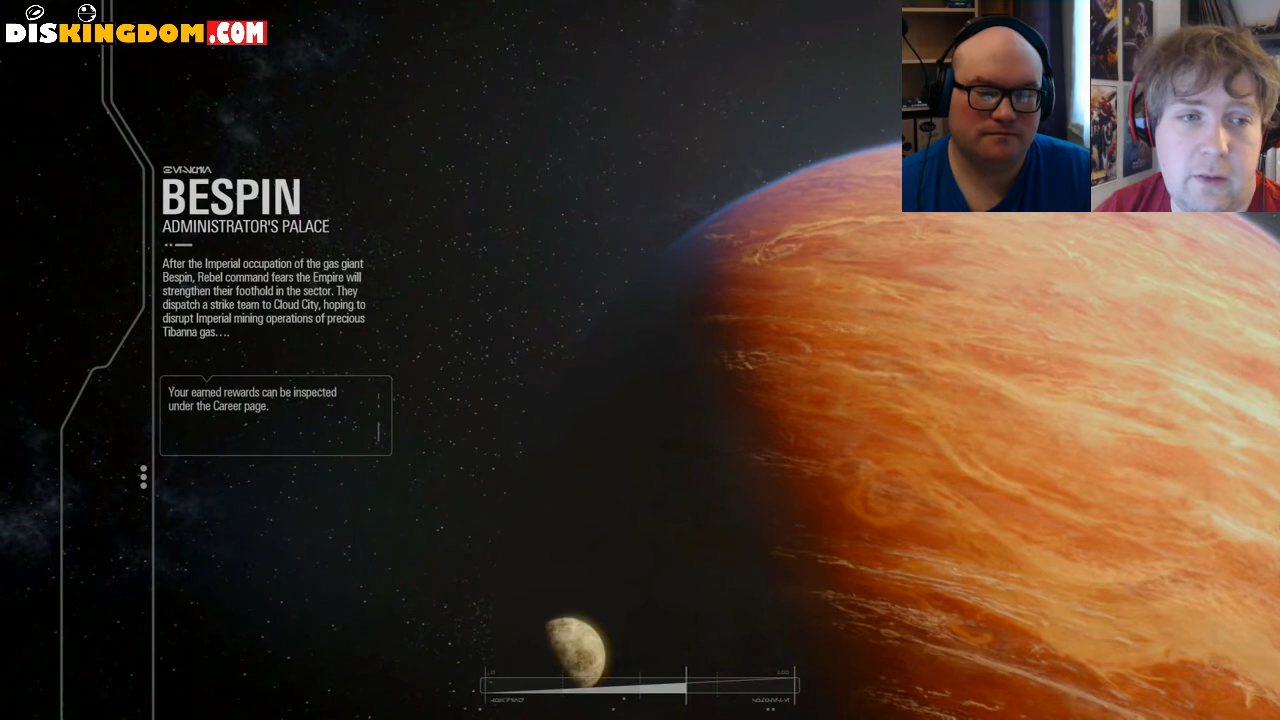 DISKINGDOM.COM
BESPIN
ADMINISTRATOR'S PALACE
After the Imperial occupation of the gas giant
Bespin, Rebel command fears the Empire will
strengthen their foothold in the sector. They
dispatch a strike team to Cloud City, hoping to
disrupt Imperial mining operations of precious
Tibanna gas....
Your earned rewards can be inspected
under the Career page.